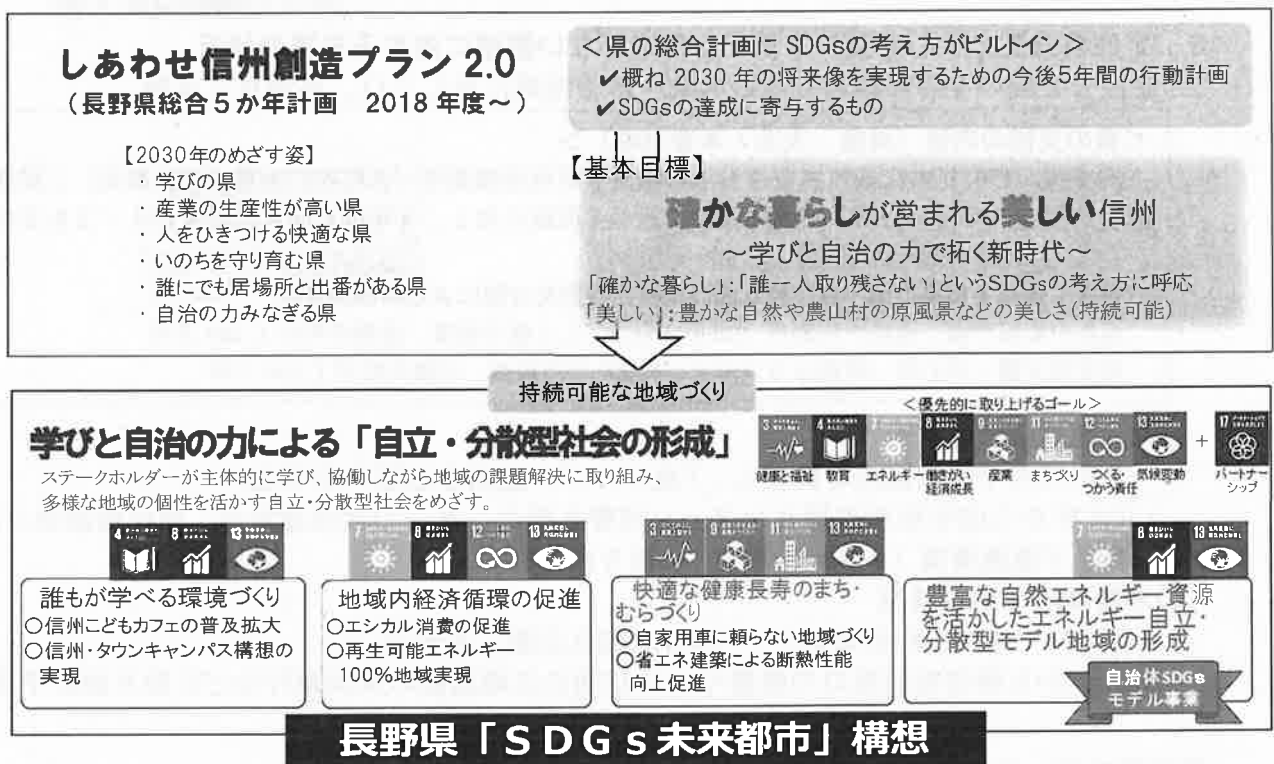 しあわせ信州創造プラン 2.0
(長野県総合5か年計画 2018 年度~)
【2030年のめざす姿】
・ 学びの県
・ 産業の生産性が高い県
・ 人をひきつける快適な県
・ いのちを守り育む県
・ 誰にでも居場所と出番がある県
・ 自治の力みなぎる県
<県の総合計画に SDGsの考え方がビルトイン>
✔概ね 2030 年の将来像を実現するための今後5年間の行動計画
✔SDGsの達成に寄与するもの
【基本目標】
確かな暮らしが営まれる美しい信州
~学びと自治の力で拓く新時代~
「確かな暮らし」:「誰一人取り残さない」というSDGsの考え方に呼応
「美しい」:豊かな自然や農山村の原風景などの美しさ(持続可能)
持続可能な地域づくり
学びと自治の力による「自立・分散型社会の形成」
ステークホルダーが主体的に学び、協働しながら地域の課題解決に取り組み、
多様な地域の個性を活かす自立・分散型社会をめざす。
<優先的に取り上げるゴール>
3 4 7 8 9 11 12 13 + 17
健康と福祉 教育 エネルギー 働きがい 産業 まちづくり つくる・ 気候変動 パートナー
経済成長 つかう責任 シップ
4 8 13
誰もが学べる環境づくり
○信州こどもカフェの普及拡大
○信州・タウンキャンパス構想の
実現
7 8 12 13
地域内経済循環の促進
○エシカル消費の促進
○再生可能エネルギー
100%地域実現
3 9 11 13
快適な健康長寿のまち・
むらづくり
○自家用車に頼らない地域づくり
○省エネ建築による断熱性能
向上促進
7 8 13
豊富な自然エネルギー資源
を活かしたエネルギー自立・
分散型モデル地域の形成
自治体SDGs
モデル事業
長野県「SDGs未来都市」構想